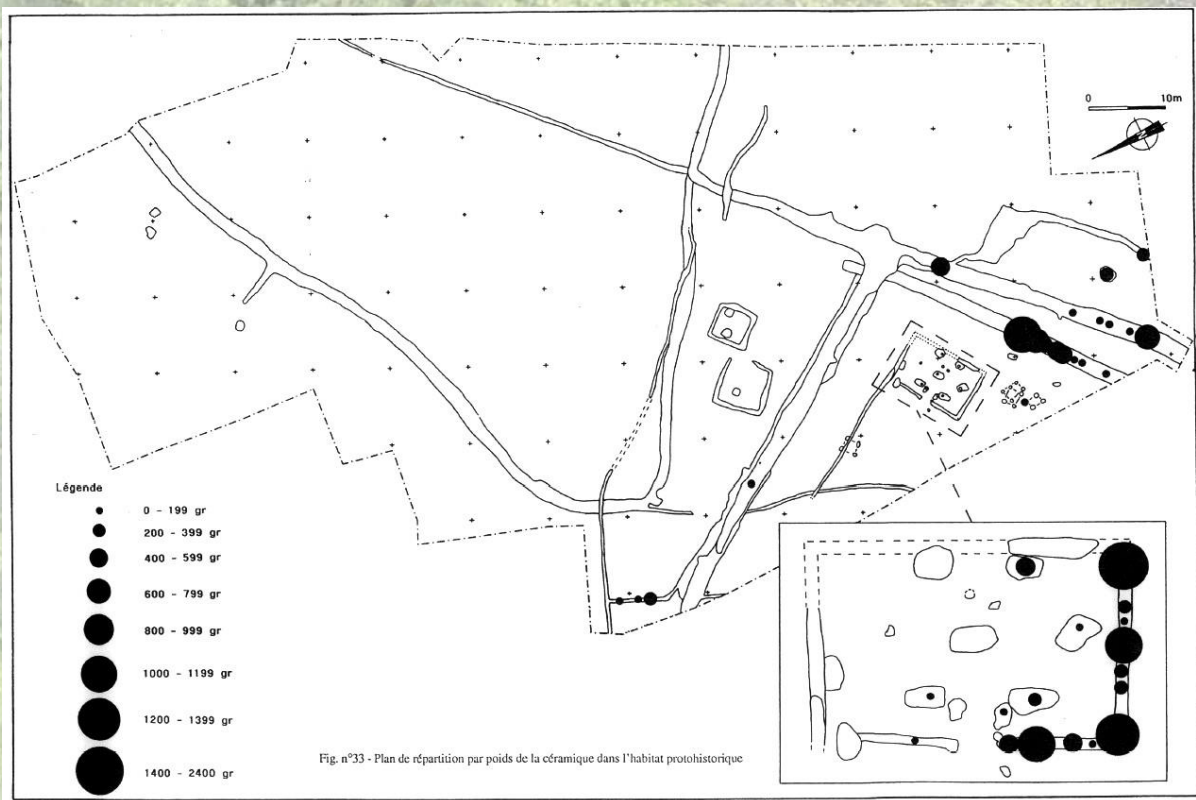 0 10m
Légende
0 - 199 gr
200 - 399 gr
400 - 599 gr
600 - 799 gr
800 - 999 gr
1000 - 1199 gr
1200 - 1399 gr
1400 - 2400 gr
Fig. n°33 - Plan de répartition par poids de la céramique dans l'habitat protohistorique